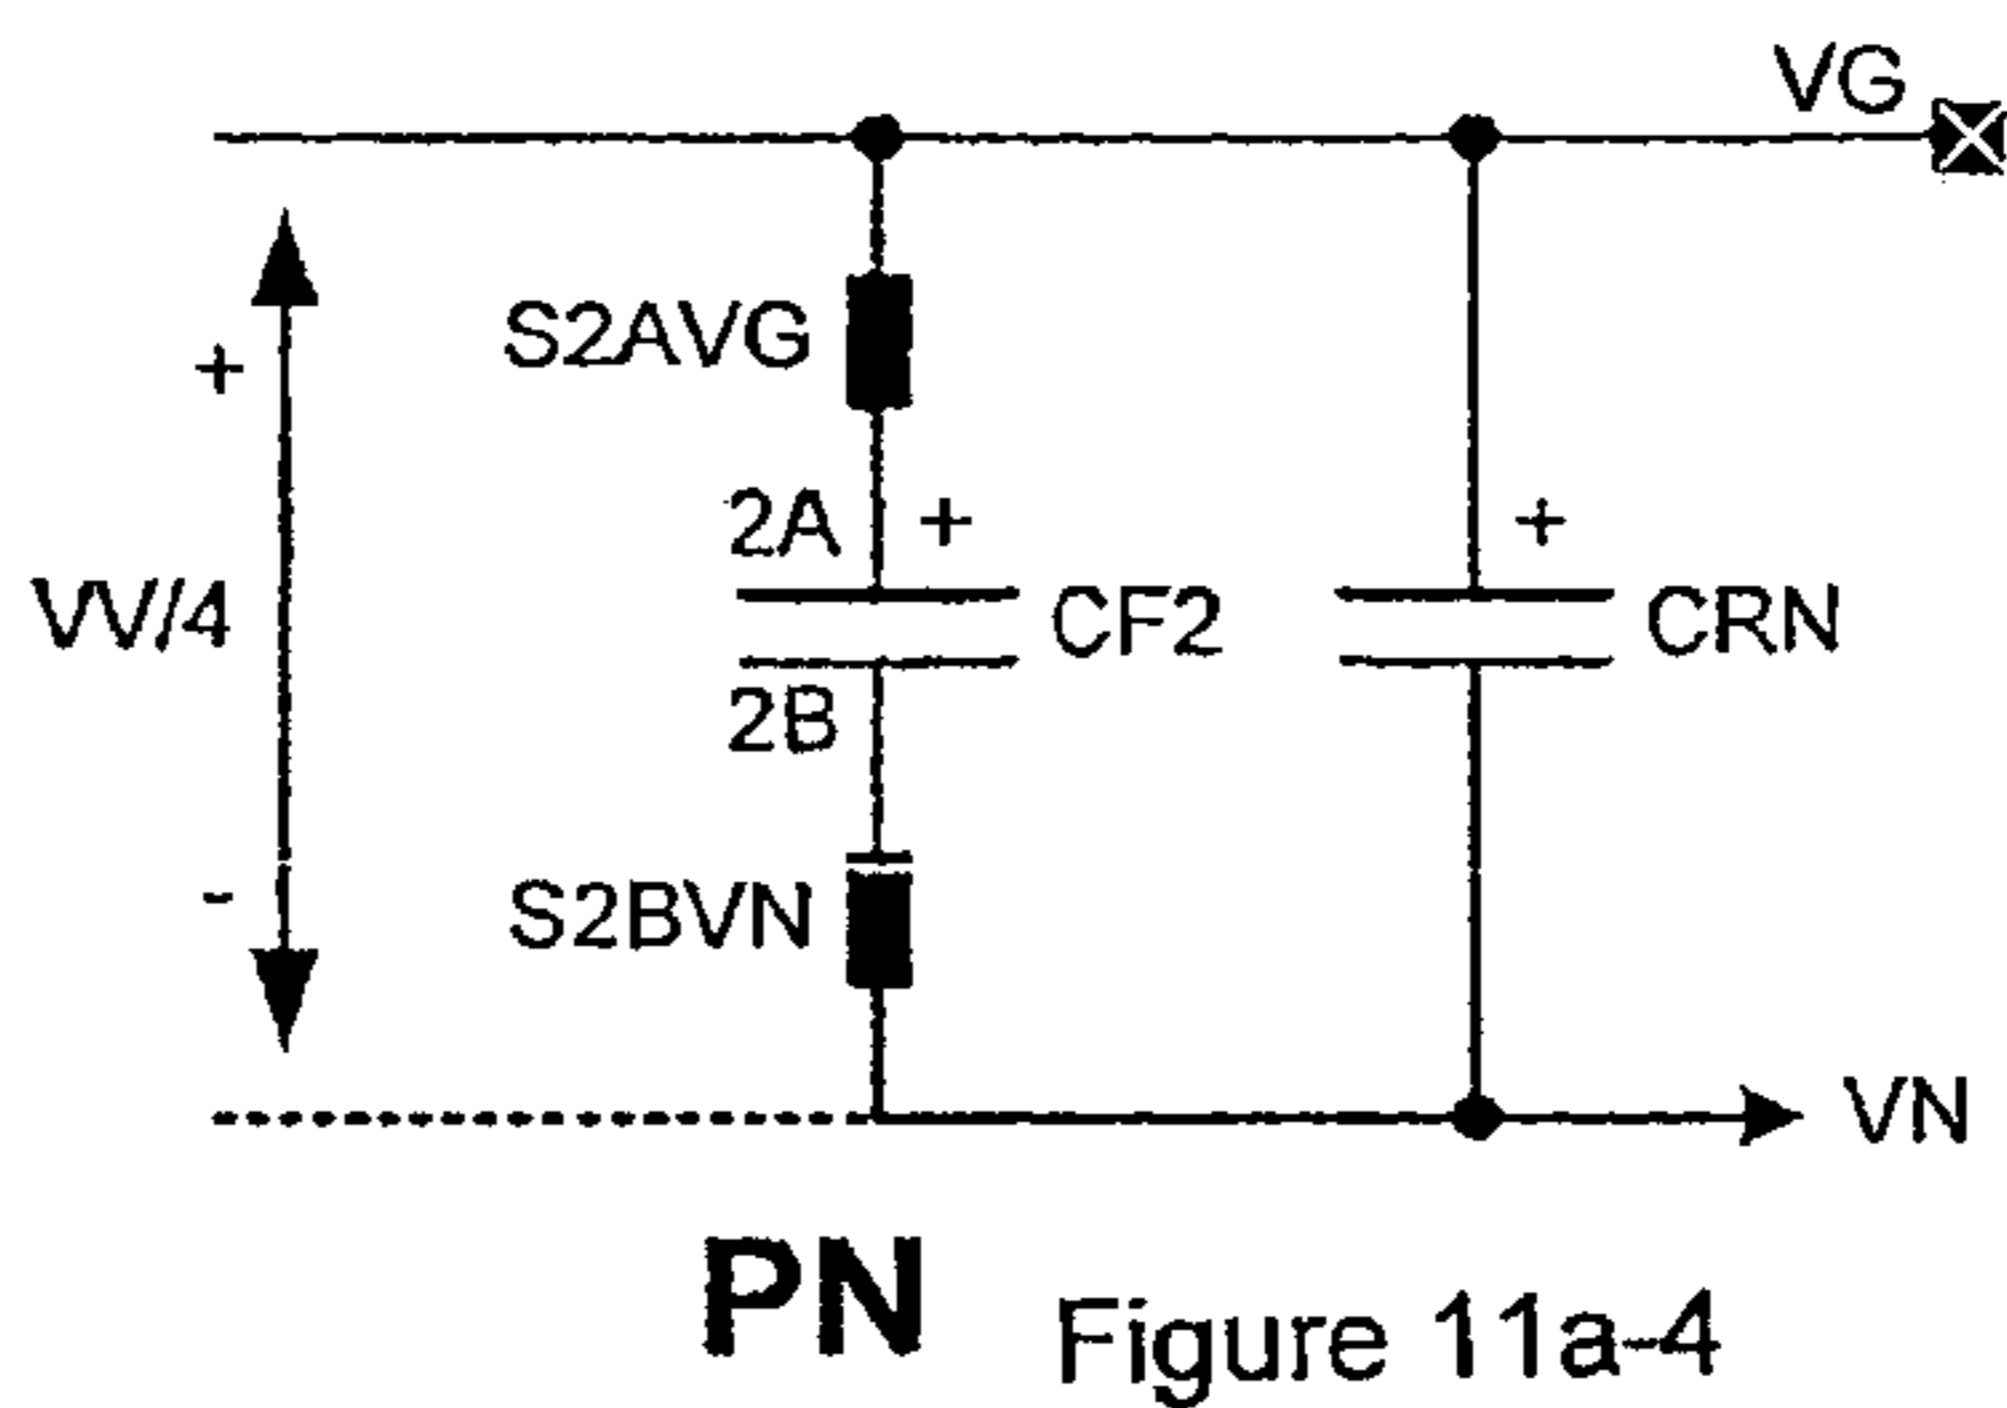 VG
S2AVG
+
2A +
+
VV/4
CF2
CRN
2B
-
S2BVN
VN
PN
Figure 11a-4